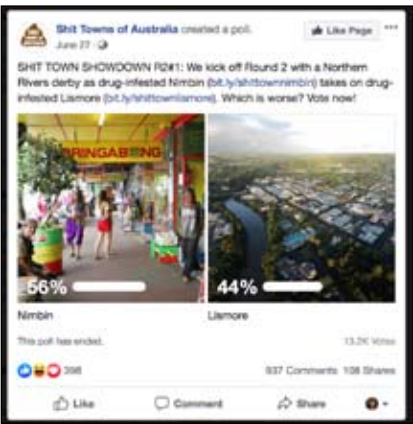 Shit Towns of Australia created a poll.
Like Page
June 27
SHIT TOWN SHOWDOWN R2#1: We kick off Round 2 with a Northern
Rivers derby as drug-infested Nimbin (bit.ly/shittownnimbin) takes on drug-
infested Lismore (bit.ly/shittownlismore). Which is worse? Vote now!
BRINGABONG
56%
44%
Nimbin
Lismore
This poll has ended.
13.2K Votes
398
937 Comments 108 Shares
Like
Comment
Share